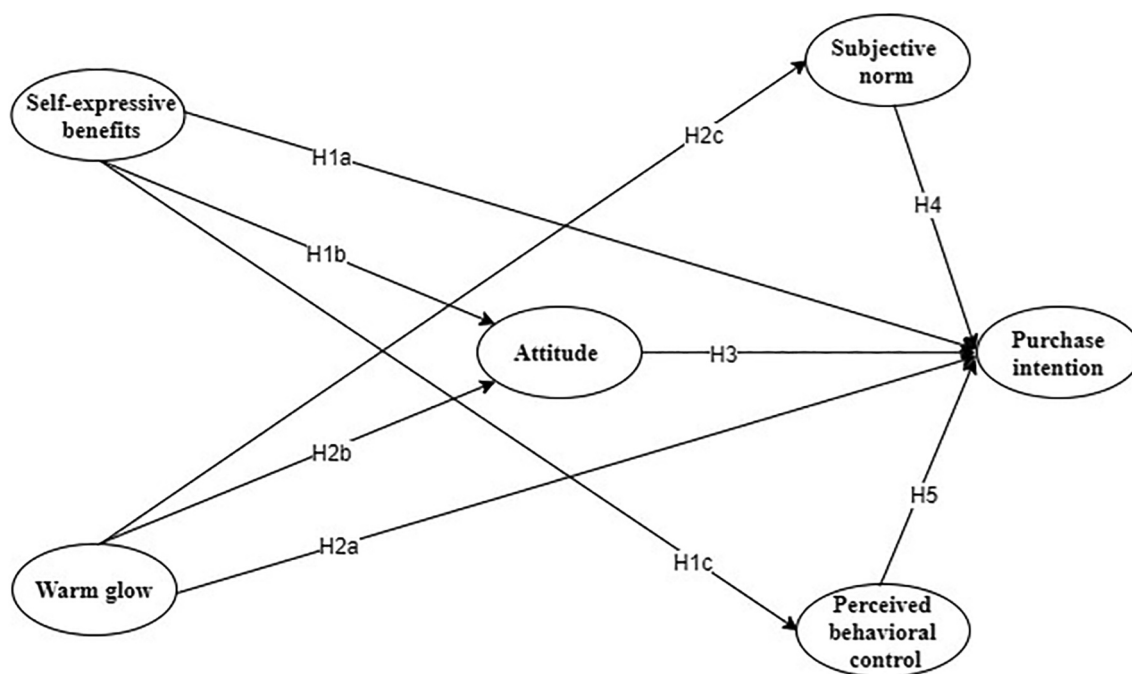 Subjective
norm
Self-expressive
benefits
H2c
H1a
H4
H1b
Attitude
H3
Purchase
intention
H2b
H5
H2a
H1c
Warm glow
Perceived
behavioral
control